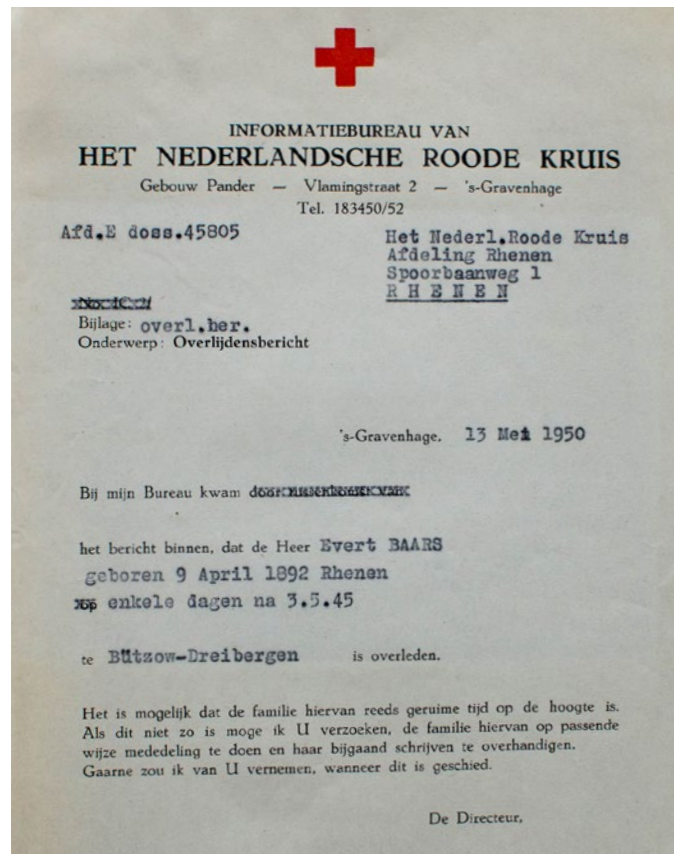 INFORMATIEBUREAU VAN
HET NEDERLANDSCHE ROODE KRUIS
Gebouw Pander — Vlamingstraat 2 — 's-Gravenhage
Tel. 183450/52
Afd.E doss.45805
Het Nederl.Roode Kruis
Afdeling Rhenen
Spoorbaanweg 1
RHENEN
Bijlage: overl.ber.
Onderwerp: Overlijdensbericht
's-Gravenhage, 13 Mei 1950
Bij mijn Bureau kwam
het bericht binnen, dat de Heer Evert BAARS
geboren 9 April 1892 Rhenen
enkele dagen na 3.5.45
te Bützow-Dreibergen is overleden.
Het is mogelijk dat de familie hiervan reeds geruime tijd op de hoogte is.
Als dit niet zo is moge ik U verzoeken, de familie hiervan op passende
wijze mededeling te doen en haar bijgaand schrijven te overhandigen.
Gaarne zou ik van U vernemen, wanneer dit is geschied.
De Directeur,